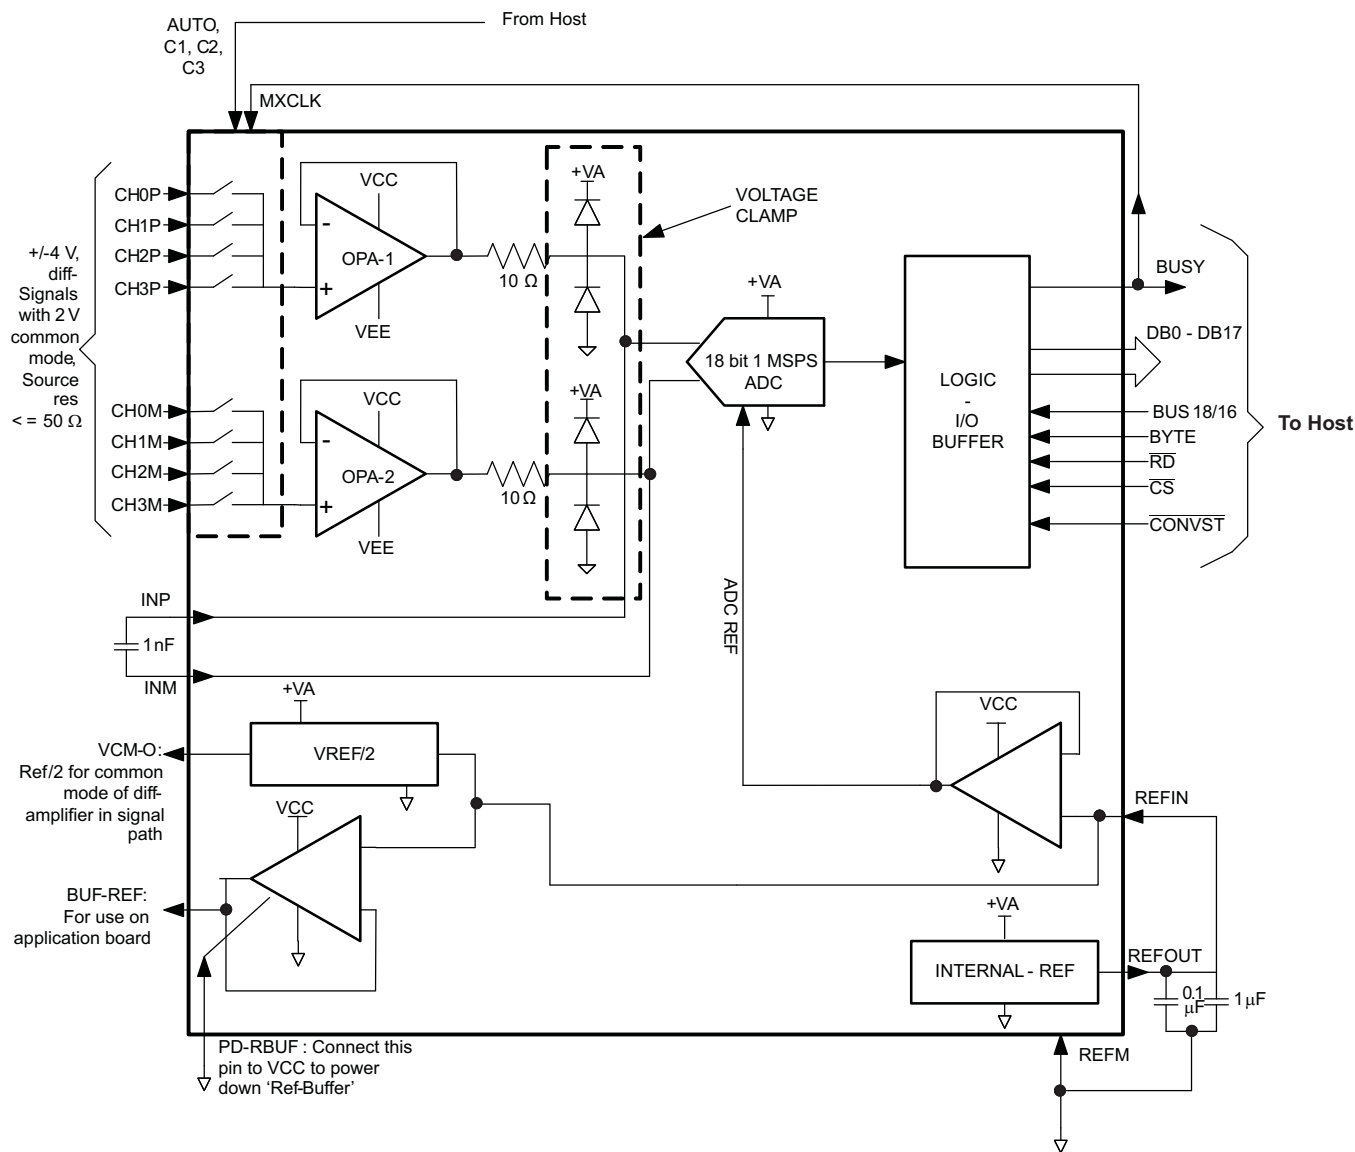 From Host
AUTO,
C1, C2,
C3
MXCLK
CH0P
CH1P
CH2P
CH3P
+/-4 V,
diff-
Signals
with 2 V
common
mode,
Source
res
< = 50 Ω
CH0M
CH1M
CH2M
CH3M
VCC
-
OPA-1
+
VEE
10 Ω
VCC
-
OPA-2
+
VEE
10 Ω
+VA
+VA
VOLTAGE
CLAMP
+VA
18 bit 1 MSPS
ADC
LOGIC
-
I/O
BUFFER
BUSY
DB0 - DB17
BUS 18/16
BYTE
RD
CS
CONVST
To Host
INP
1 nF
INM
ADC REF
+VA
VREF/2
VCM-O:
Ref/2 for common
mode of diff-
amplifier in signal
path
VCC
BUF-REF:
For use on
application board
VCC
REFIN
+VA
INTERNAL - REF
REFOUT
0.1
μF
1 μF
REFM
PD-RBUF : Connect this
pin to VCC to power
down ‘Ref-Buffer’